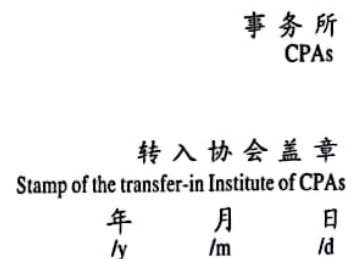 事务所
CPAs
转入协会盖章
Stamp of the transfer-in Institute of CPAs
年 月 日
/y /m /d